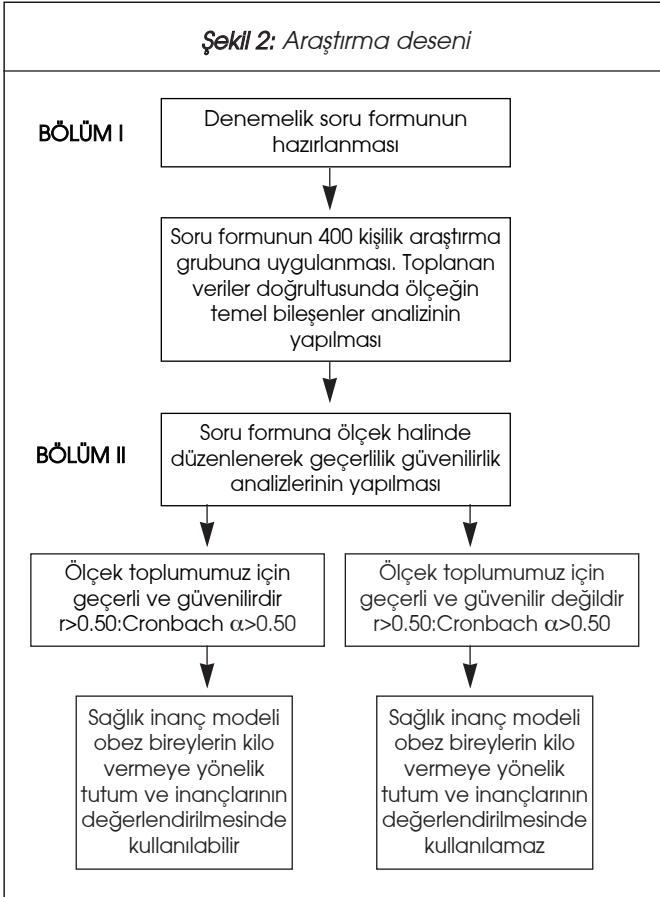 Şekil 2: Araştırma deseni
BÖLÜM I
Denemelik soru formunun
hazırlanması
Soru formunun 400 kişilik araştırma
grubuna uygulanması. Toplanan
veriler doğrultusunda ölçeğin
temel bileşenler analizinin
yapılması
BÖLÜM II
Soru formuna ölçek halinde
düzenlenerek geçerlilik güvenilirlik
analizlerinin yapılması
Ölçek toplumumuz için
geçerli ve güvenilirdir
r>0.50:Cronbach α>0.50
Ölçek toplumumuz için
geçerli ve güvenilir değildir
r>0.50:Cronbach α>0.50
Sağlık inanç modeli
obez bireylerin kilo
vermeye yönelik
tutum ve inançlarının
değerlendirilmesinde
kullanılabilir
Sağlık inanç modeli
obez bireylerin kilo
vermeye yönelik
tutum ve inançlarının
değerlendirilmesinde
kullanılamaz